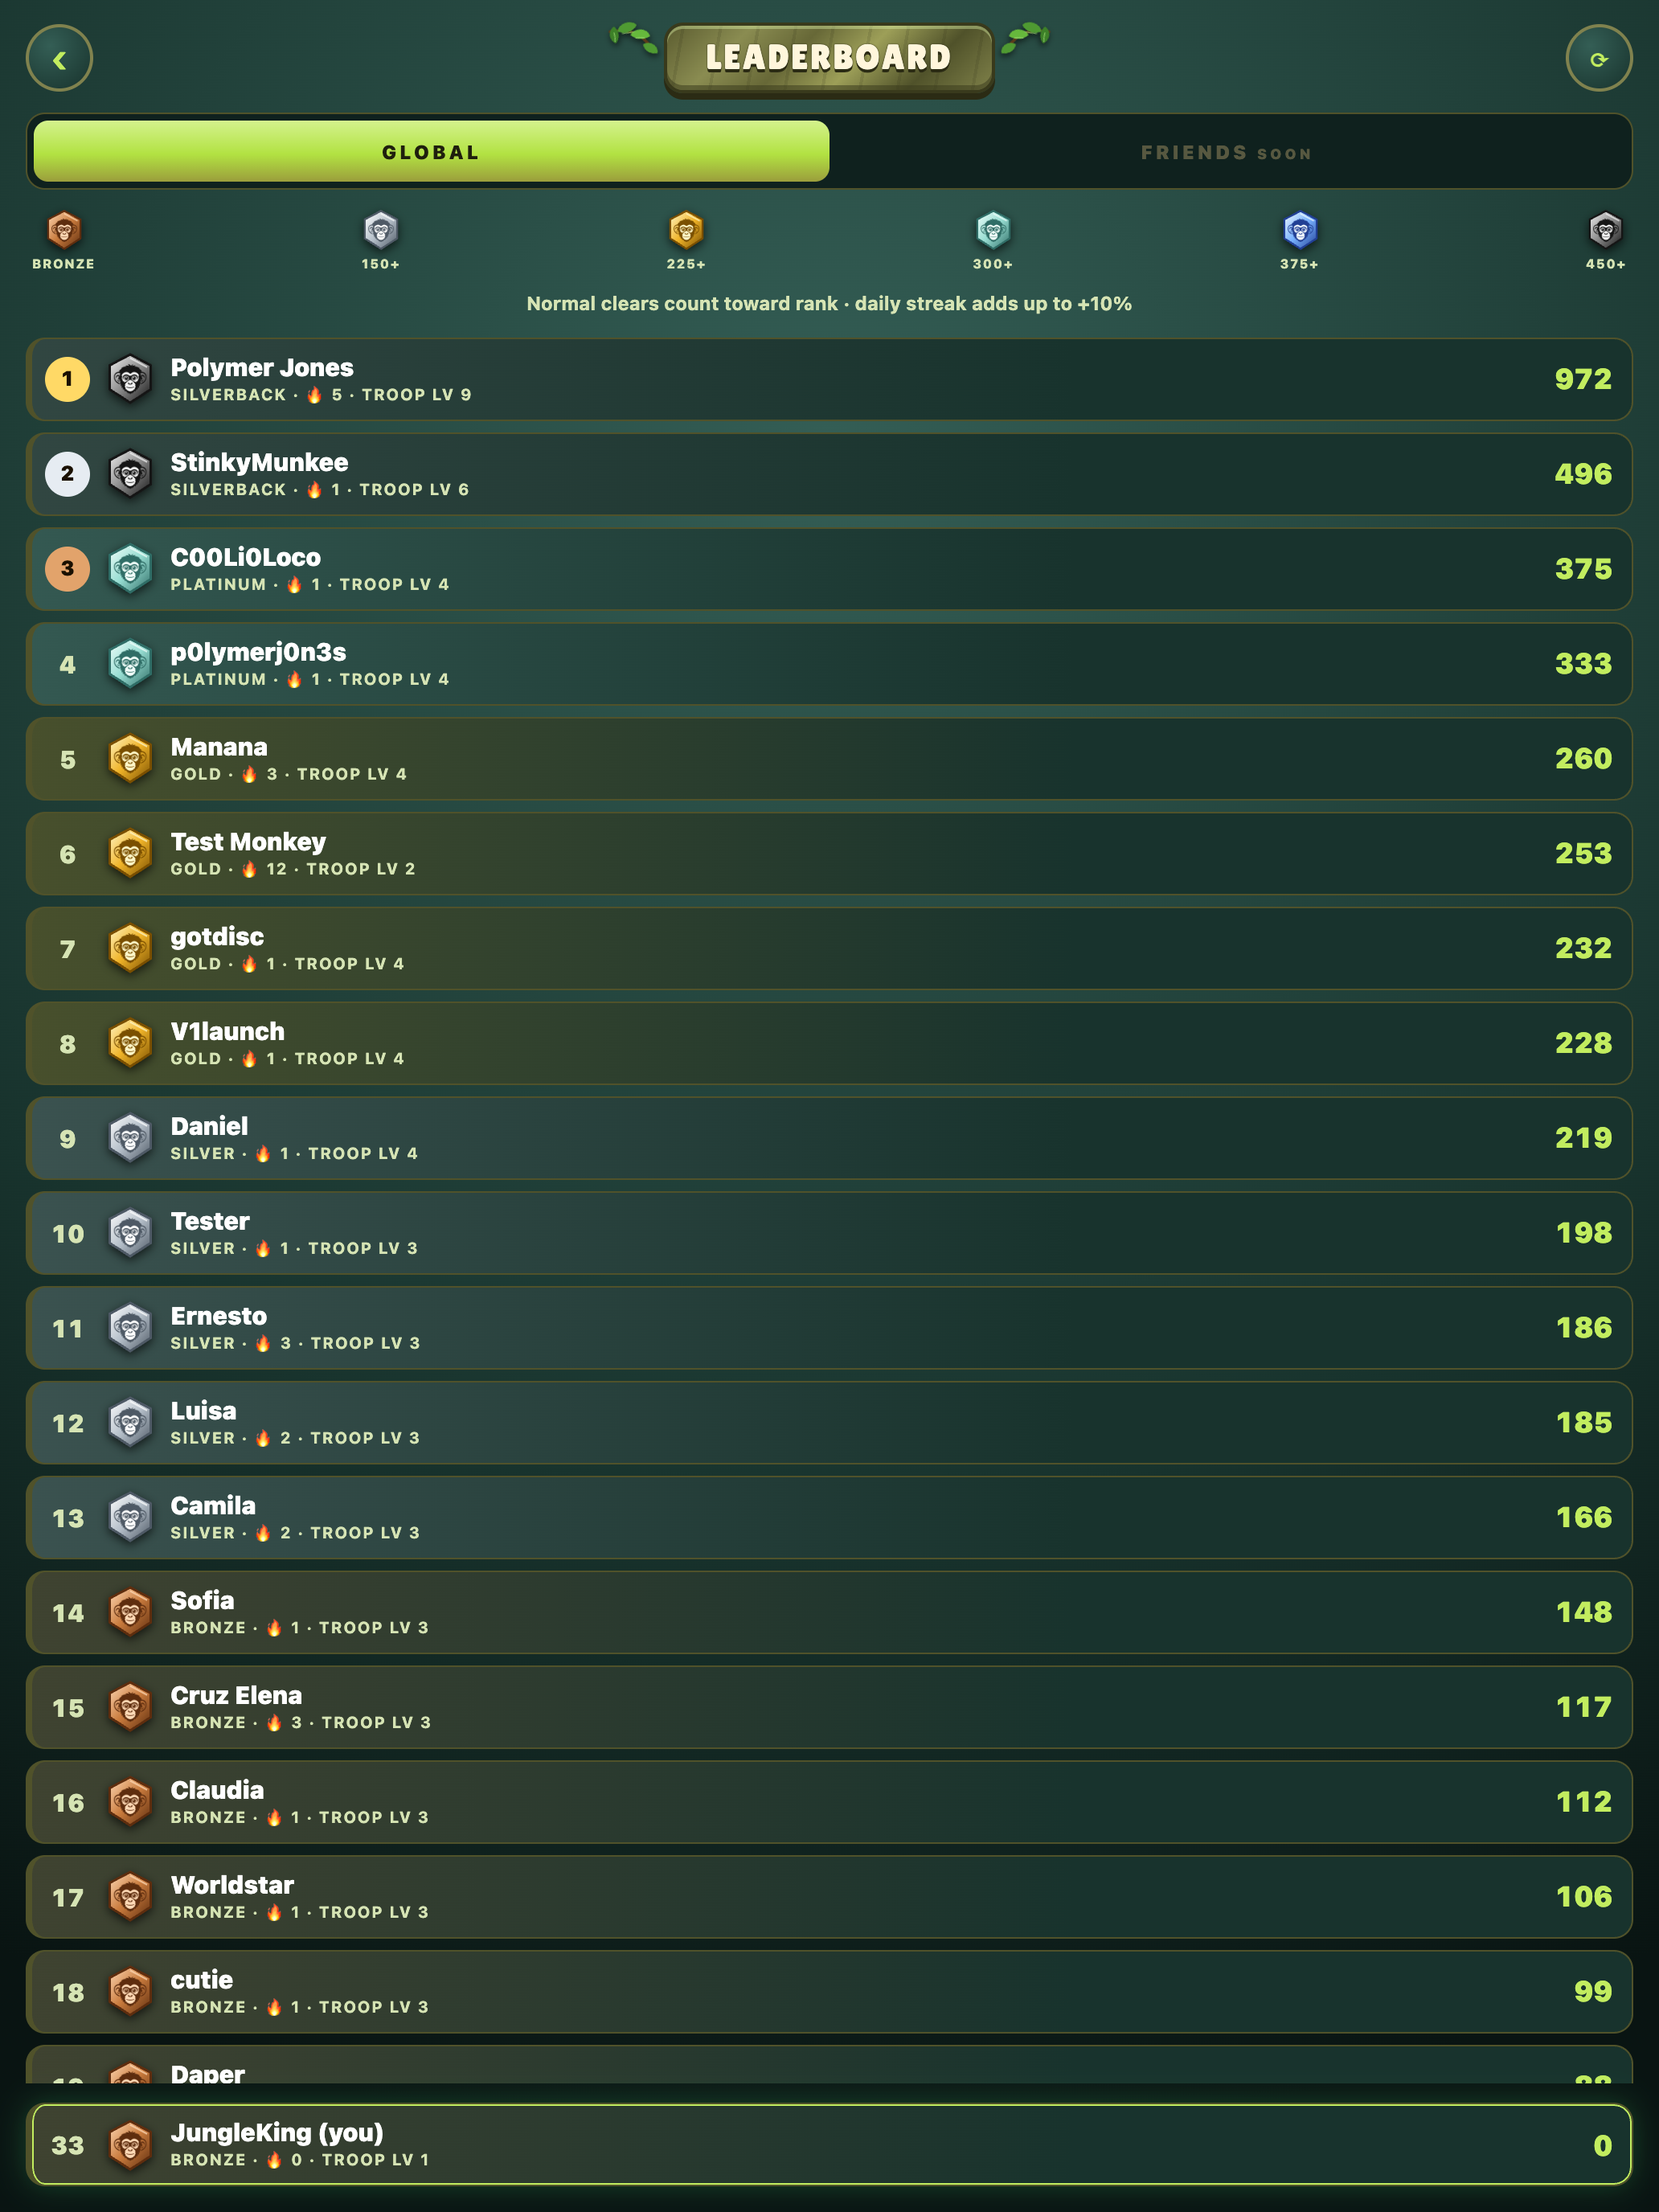 LEADERBOARD
GLOBAL
FRIENDS SOON
BRONZE
150+
225+
300+
375+
450+
Normal clears count toward rank · daily streak adds up to +10%
1
Polymer Jones
SILVERBACK · 🔥 5 · TROOP LV 9
972
2
StinkyMunkee
SILVERBACK · 🔥 1 · TROOP LV 6
496
3
C00Li0Loco
PLATINUM · 🔥 1 · TROOP LV 4
375
4
p0lymerj0n3s
PLATINUM · 🔥 1 · TROOP LV 4
333
5
Manana
GOLD · 🔥 3 · TROOP LV 4
260
6
Test Monkey
GOLD · 🔥 12 · TROOP LV 2
253
7
gotdisc
GOLD · 🔥 1 · TROOP LV 4
232
8
V1launch
GOLD · 🔥 1 · TROOP LV 4
228
9
Daniel
SILVER · 🔥 1 · TROOP LV 4
219
10
Tester
SILVER · 🔥 1 · TROOP LV 3
198
11
Ernesto
SILVER · 🔥 3 · TROOP LV 3
186
12
Luisa
SILVER · 🔥 2 · TROOP LV 3
185
13
Camila
SILVER · 🔥 2 · TROOP LV 3
166
14
Sofia
BRONZE · 🔥 1 · TROOP LV 3
148
15
Cruz Elena
BRONZE · 🔥 3 · TROOP LV 3
117
16
Claudia
BRONZE · 🔥 1 · TROOP LV 3
112
17
Worldstar
BRONZE · 🔥 1 · TROOP LV 3
106
18
cutie
BRONZE · 🔥 1 · TROOP LV 3
99
Daper
33
JungleKing (you)
BRONZE · 🔥 0 · TROOP LV 1
0